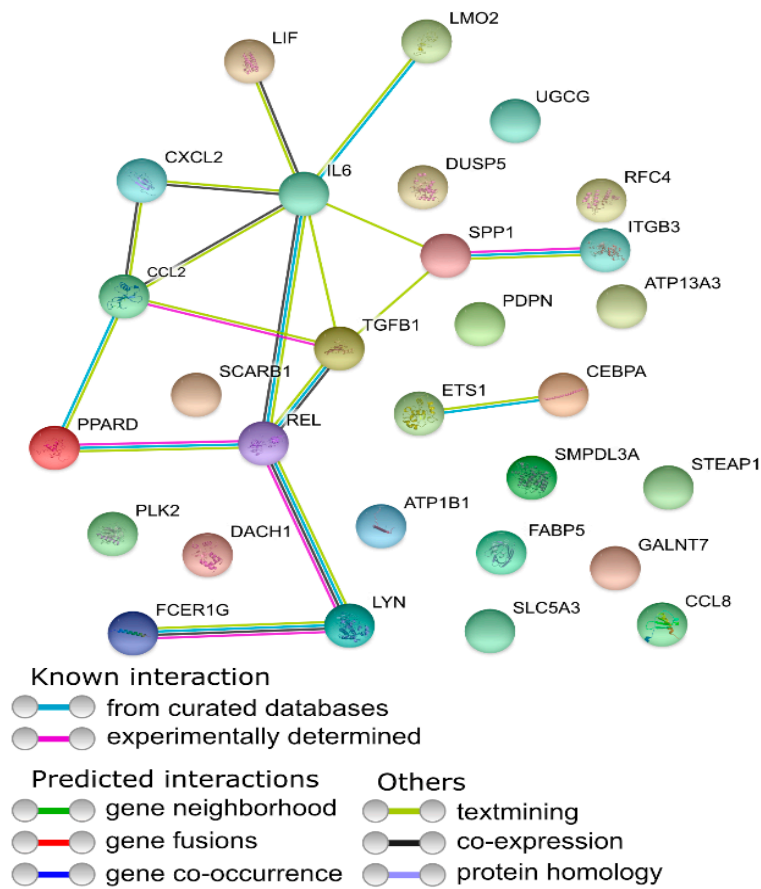 LIF
LMO2
UGCG
CXCL2
IL6
DUSP5
RFC4
SPP1
ITGB3
CCL2
ATP13A3
PDPN
TGFB1
SCARB1
CEBPA
ETS1
PPARD
REL
SMPDL3A
STEAP1
PLK2
ATP1B1
DACH1
FABP5
GALNT7
FCER1G
LYN
SLC5A3
CCL8
Known interaction
from curated databases
experimentally determined
Predicted interactions
gene neighborhood
gene fusions
gene co-occurrence
Others
textmining
co-expression
protein homology